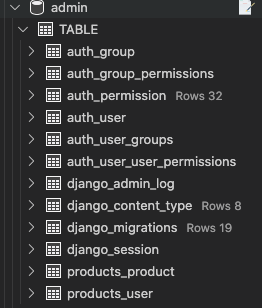 admin
TABLE
auth_group
auth_group_permissions
auth_permission Rows 32
auth_user
auth_user_groups
auth_user_user_permissions
django_admin_log
django_content_type Rows 8
django_migrations Rows 19
django_session
products_product
products_user